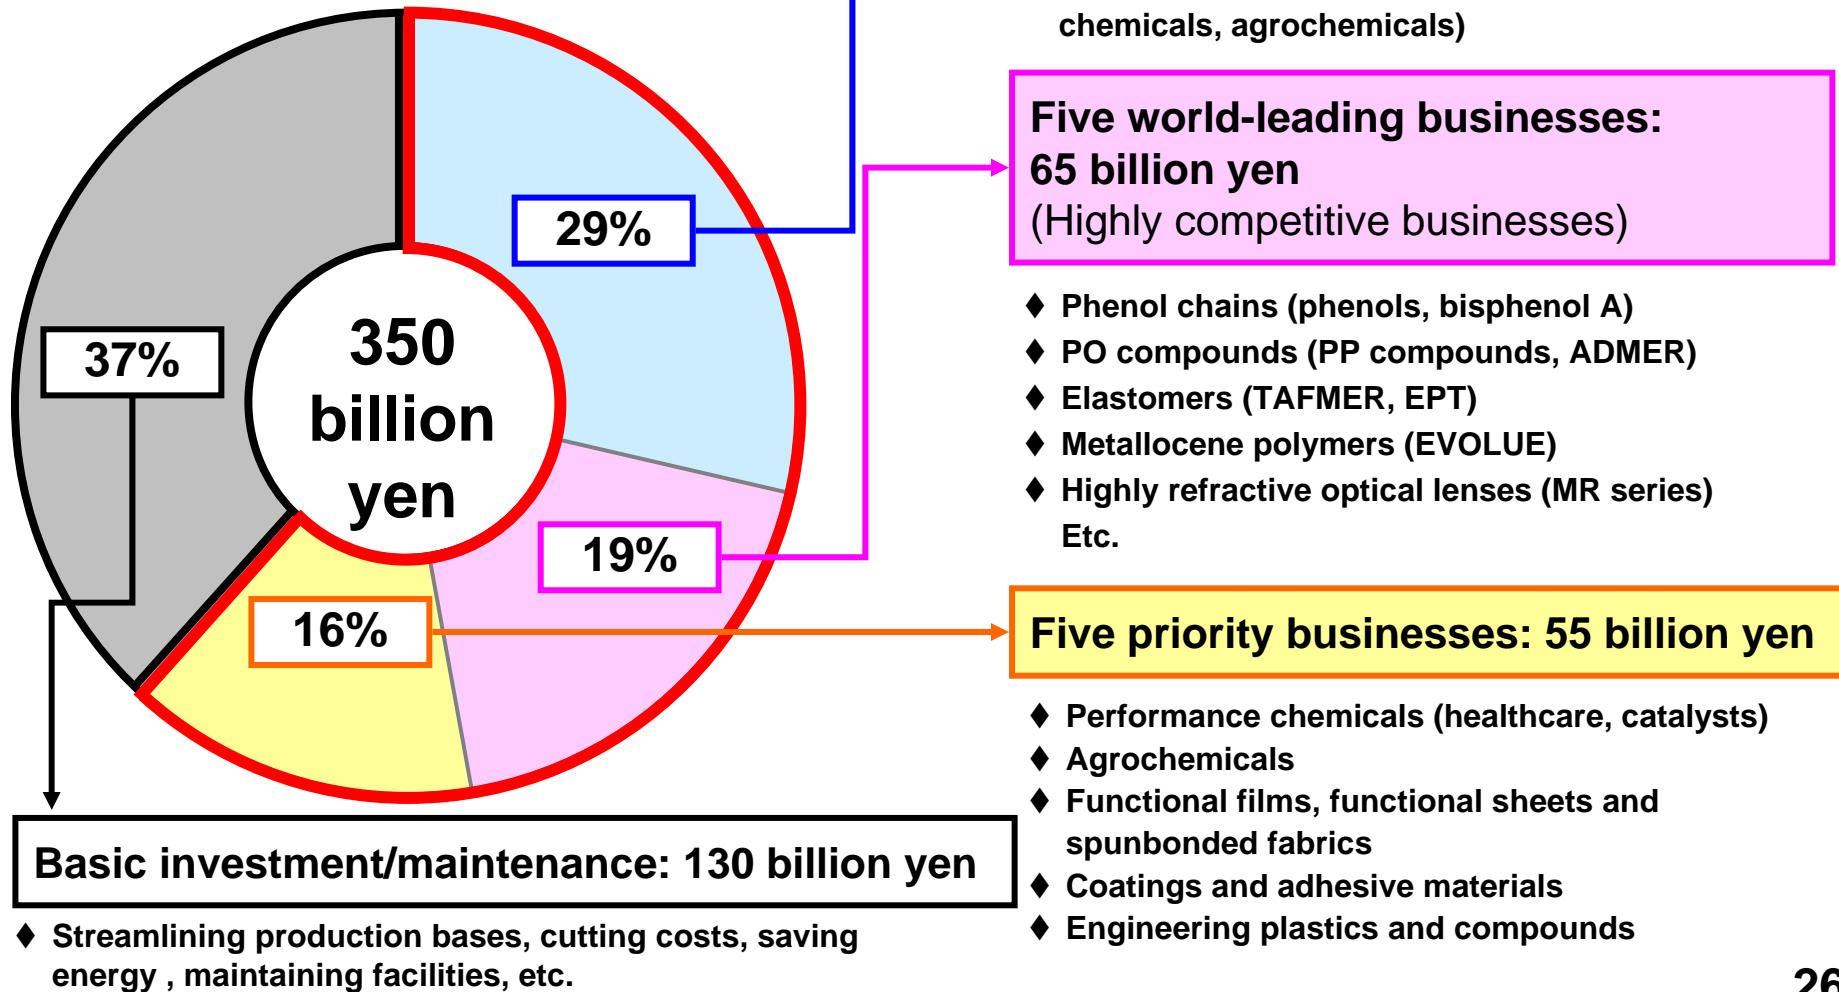 chemicals, agrochemicals)
Five world-leading businesses:
65 billion yen
(Highly competitive businesses)
29%
♦ Phenol chains (phenols, bisphenol A)
♦ PO compounds (PP compounds, ADMER)
♦ Elastomers (TAFMER, EPT)
♦ Metallocene polymers (EVOLUE)
♦ Highly refractive optical lenses (MR series)
Etc.
37%
350
billion
yen
19%
16%
Five priority businesses: 55 billion yen
♦ Performance chemicals (healthcare, catalysts)
♦ Agrochemicals
♦ Functional films, functional sheets and
spunbonded fabrics
♦ Coatings and adhesive materials
♦ Engineering plastics and compounds
Basic investment/maintenance: 130 billion yen
♦ Streamlining production bases, cutting costs, saving
energy , maintaining facilities, etc.
26